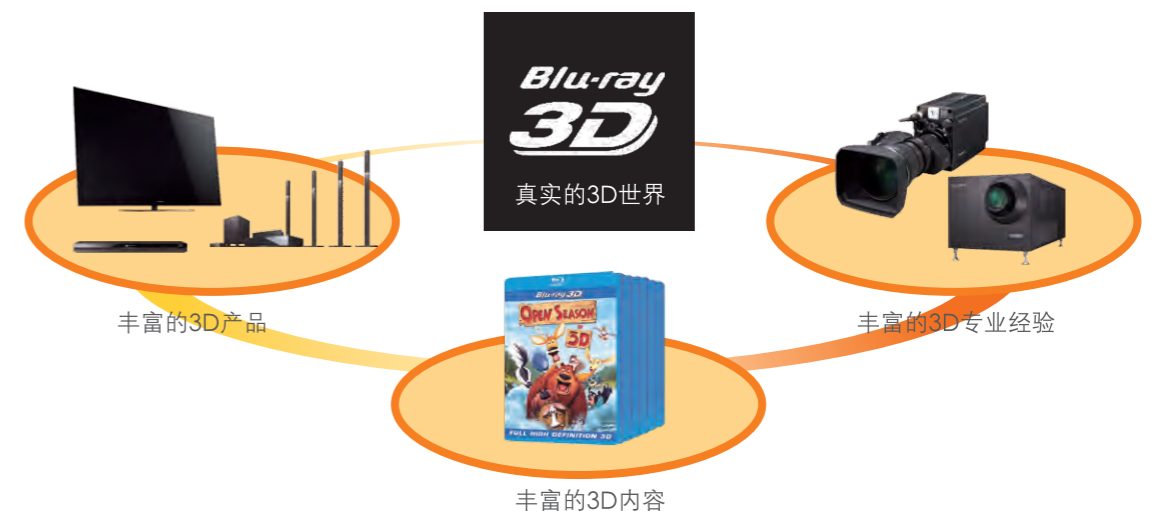 Blu-ray
3D
真实的3D世界
丰富的3D产品
Blu-ray 3D
OPEN SEASON
3D
FULL HIGH DEFINITION 3D
丰富的3D专业经验
丰富的3D内容